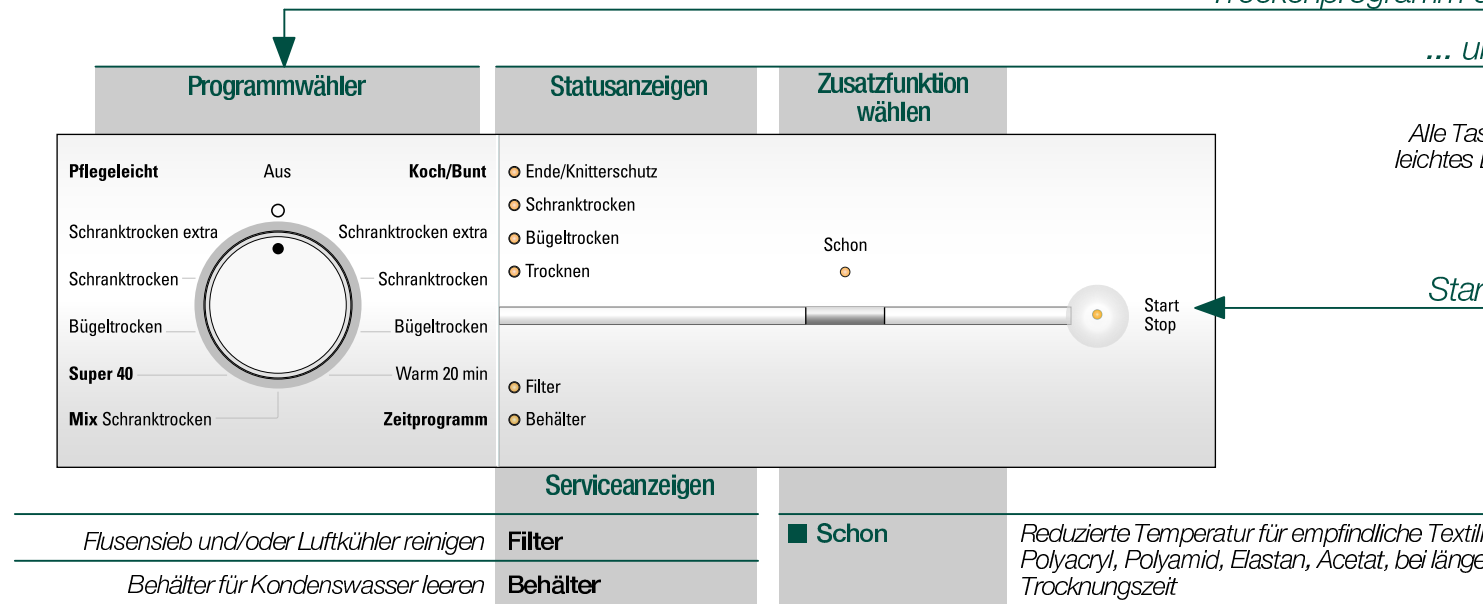 Programmwähler
Statusanzeigen
Zusatzfunktion
wählen
Alle
leichtes
Pflegeleicht
Aus
Koch/Bunt
Schranktrocken extra
Schranktrocken extra
Schranktrocken
Schranktrocken
Bügeltrocken
Bügeltrocken
Super 40
Warm 20 min
Mix Schranktrocken
Zeitprogramm
Ende/Knitterschutz
Schranktrocken
Bügeltrocken
Trocknen
Filter
Behälter
Schon
Start
Stop
Serviceanzeigen
Flusensieb und/oder Luftkühler reinigen Filter
Behälter für Kondenswasser leeren Behälter
Schon
Reduzierte Temperatur für empfindliche
Polyacryl, Polyamid, Elastan, Acetat, bei
Trocknungszeit